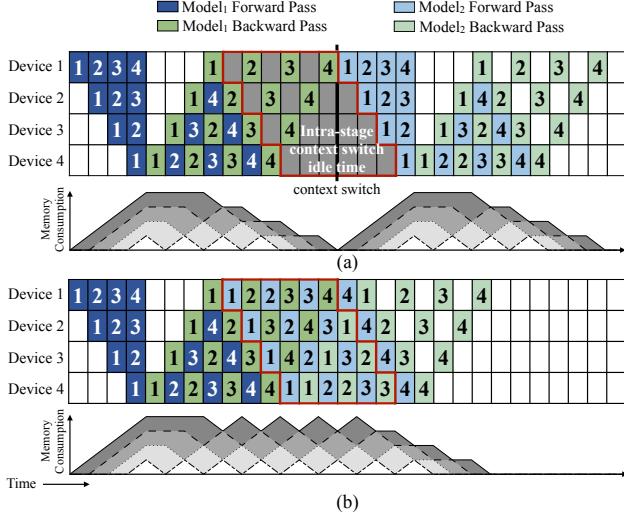 Model₁ Forward Pass Model₂ Forward Pass
Model₁ Backward Pass Model₂ Backward Pass
(a)
Device 1 1 2 3 4 1 2 3 4 1 2 3 4 1 2 3 4
Device 2 1 2 3 1 4 2 3 4 1 2 3 1 4 2 3 4
Device 3 1 2 1 3 2 4 3 4 1 2 1 3 2 4 3 4
Device 4 1 1 2 2 3 3 4 4 1 1 2 2 3 3 4 4
Intra-stage
context switch
idle time
context switch
Memory
Consumption
(a)
(b)
Device 1 1 2 3 4 1 1 2 2 3 3 4 4 1 2 3 4
Device 2 1 2 3 1 4 2 1 3 2 4 3 1 4 2 3 4
Device 3 1 2 1 3 2 4 3 1 4 2 1 3 2 4 3 4
Device 4 1 1 2 2 3 3 4 4 1 1 2 2 3 3 4 4
Memory
Consumption
Time
(b)